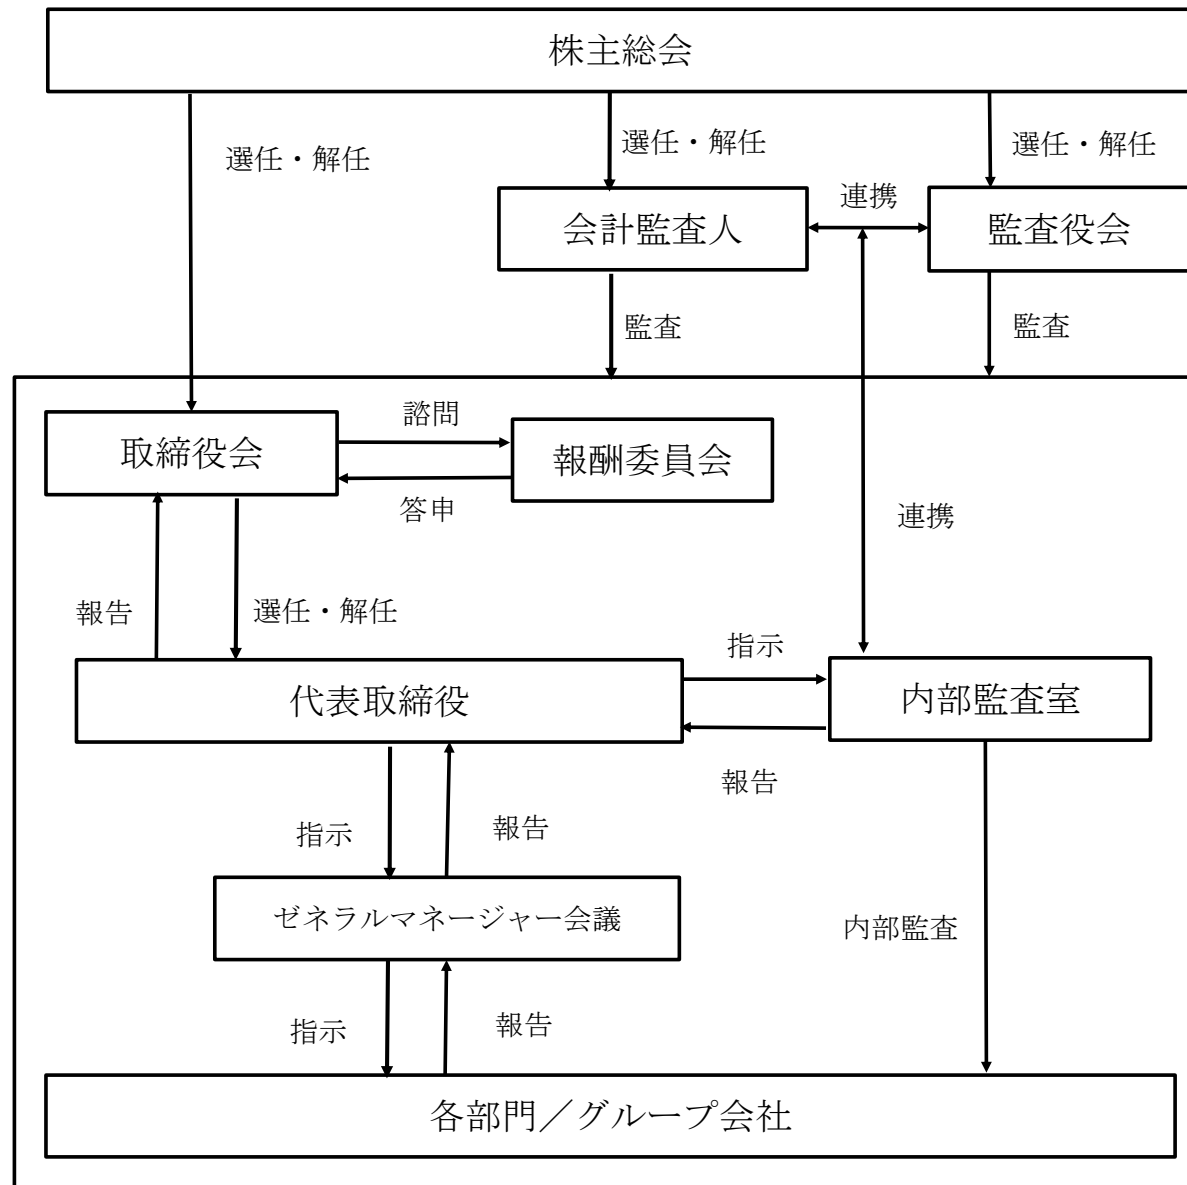 株主総会
選任・解任
選任・解任
選任・解任
会計監査人
連携
監査役会
監査
監査
取締役会
諮問
報酬委員会
答申
連携
報告
選任・解任
指示
代表取締役
内部監査室
報告
指示
報告
ゼネラルマネージャー会議
内部監査
指示
報告
各部門／グループ会社